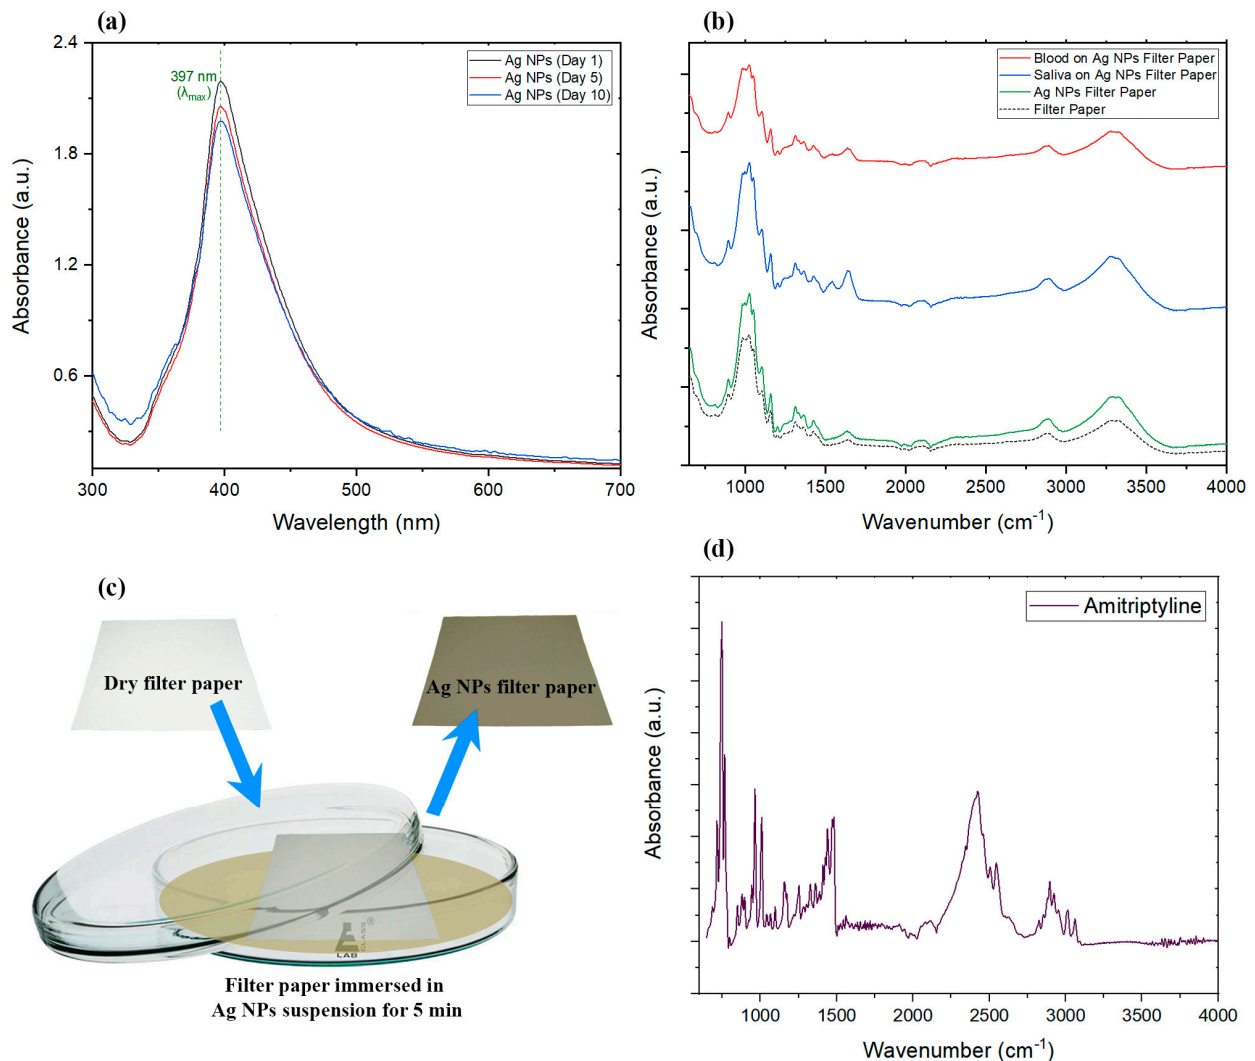 (a)
2.4
1.8
1.2
0.6
Absorbance (a.u.)
397 nm
(λmax)
Ag NPs (Day 1)
Ag NPs (Day 5)
Ag NPs (Day 10)
300
400
500
600
700
Wavelength (nm)
(b)
Absorbance (a.u.)
Blood on Ag NPs Filter Paper
Saliva on Ag NPs Filter Paper
Ag NPs Filter Paper
Filter Paper
1000
1500
2000
2500
3000
3500
4000
Wavenumber (cm⁻¹)
(c)
Dry filter paper
Ag NPs filter paper
LAB
GLASS®
Filter paper immersed in
Ag NPs suspension for 5 min
(d)
Absorbance (a.u.)
Amitriptyline
1000
1500
2000
2500
3000
3500
4000
Wavenumber (cm⁻¹)